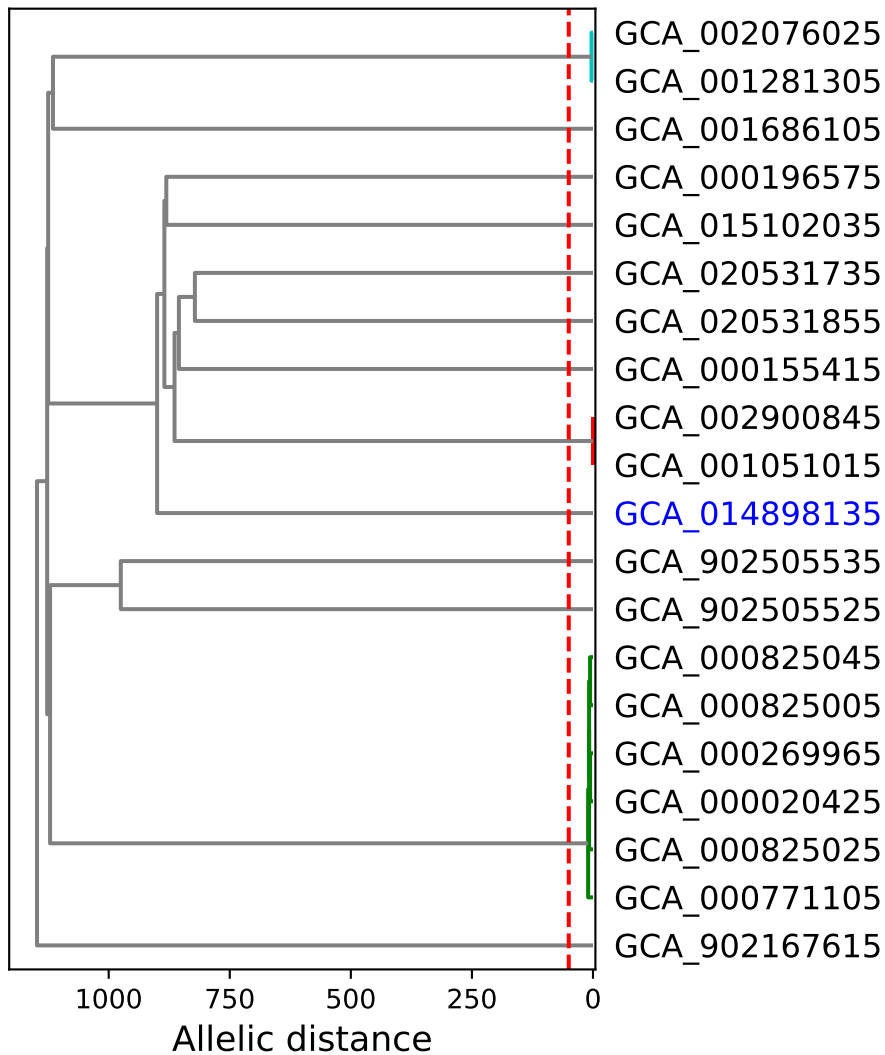 GCA_002076025
GCA_001281305
GCA_001686105
GCA_000196575
GCA_015102035
GCA_020531735
GCA_020531855
GCA_000155415
GCA_002900845
GCA_001051015
GCA_014898135
GCA_902505535
GCA_902505525
GCA_000825045
GCA_000825005
GCA_000269965
GCA_000020425
GCA_000825025
GCA_000771105
GCA_902167615
1000 750 500 250 0
Allelic distance